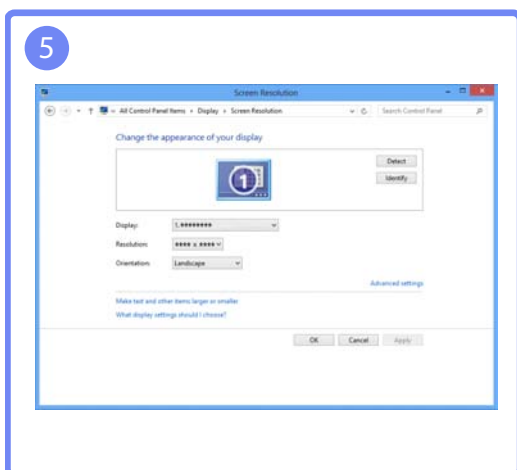 5
Screen Resolution
« All Control Panel Items › Display › Screen Resolution
Search Control Panel
Change the appearance of your display
1
Detect
Identify
Display: 1. ********
Resolution: **** x ****
Orientation: Landscape
Advanced settings
Make text and other items larger or smaller
What display settings should I choose?
OK Cancel Apply